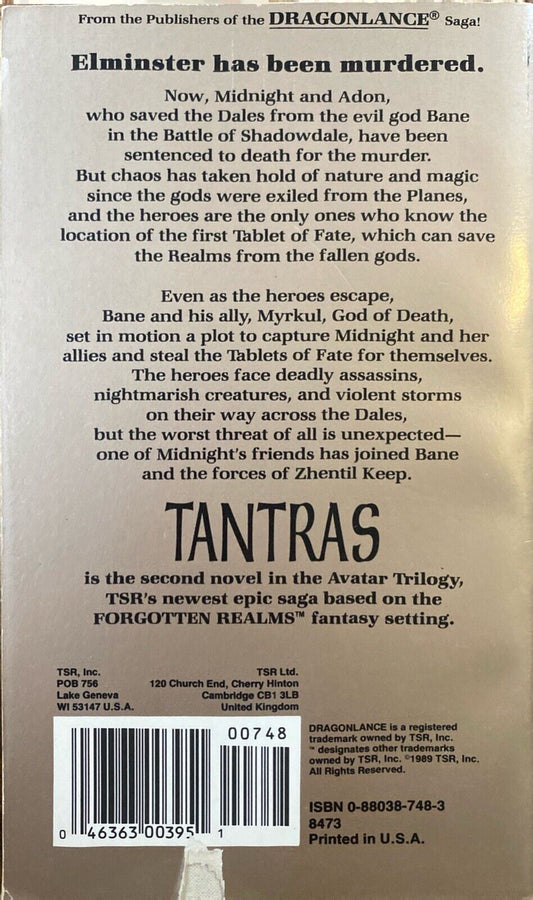 From the Publishers of the DRAGONLANCE® Saga!
Elminster has been murdered.
Now, Midnight and Adon,
who saved the Dales from the evil god Bane
in the Battle of Shadowdale, have been
sentenced to death for the murder.
But chaos has taken hold of nature and magic
since the gods were exiled from the Planes,
and the heroes are the only ones who know the
location of the first Tablet of Fate, which can save
the Realms from the fallen gods.
Even as the heroes escape,
Bane and his ally, Myrkul, God of Death,
set in motion a plot to capture Midnight and her
allies and steal the Tablets of Fate for themselves.
The heroes face deadly assassins,
nightmarish creatures, and violent storms
on their way across the Dales,
but the worst threat of all is unexpected—
one of Midnight's friends has joined Bane
and the forces of Zhentil Keep.
TANTRAS
is the second novel in the Avatar Trilogy,
TSR's newest epic saga based on the
FORGOTTEN REALMS™ fantasy setting.
TSR, Inc.
POB 756
Lake Geneva
WI 53147 U.S.A.
TSR Ltd.
120 Church End, Cherry Hinton
Cambridge CB1 3LB
United Kingdom
00748
0 46363 00395 1
DRAGONLANCE is a registered
trademark owned by TSR, Inc.
™ designates other trademarks
owned by TSR, Inc. ©1989 TSR, Inc.
All Rights Reserved.
ISBN 0-88038-748-3
8473
Printed in U.S.A.